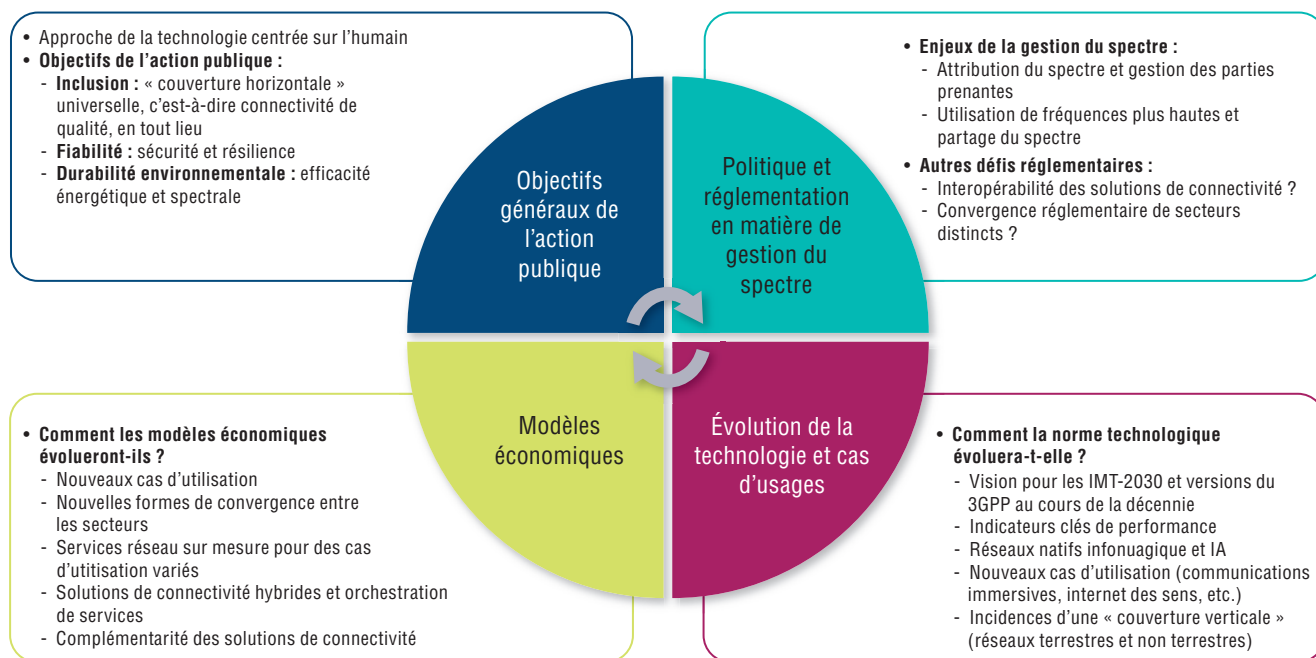 • Approche de la technologie centrée sur l’humain
• Objectifs de l’action publique :
- Inclusion : « couverture horizontale »
universelle, c’est-à-dire connectivité de
qualité, en tout lieu
- Fiabilité : sécurité et résilience
- Durabilité environnementale : efficacité
énergétique et spectrale
Objectifs
généraux de
l’action
publique
Politique et
réglementation
en matière de
gestion du
spectre
• Enjeux de la gestion du spectre :
- Attribution du spectre et gestion des parties
prenantes
- Utilisation de fréquences plus hautes et
partage du spectre
• Autres défis réglementaires :
- Interopérabilité des solutions de connectivité ?
- Convergence réglementaire de secteurs
distincts ?
• Comment les modèles économiques
évolueront-ils ?
- Nouveaux cas d’utilisation
- Nouvelles formes de convergence entre
les secteurs
- Services réseau sur mesure pour des cas
d’utitisation variés
- Solutions de connectivité hybrides et orchestration
de services
- Complémentarité des solutions de connectivité
Modèles
économiques
Évolution de la
technologie et cas
d’usages
• Comment la norme technologique
évoluera-t-elle ?
- Vision pour les IMT-2030 et versions du
3GPP au cours de la décennie
- Indicateurs clés de performance
- Réseaux natifs infonuagique et IA
- Nouveaux cas d’utilisation (communications
immersives, internet des sens, etc.)
- Incidences d’une « couverture verticale »
(réseaux terrestres et non terrestres)